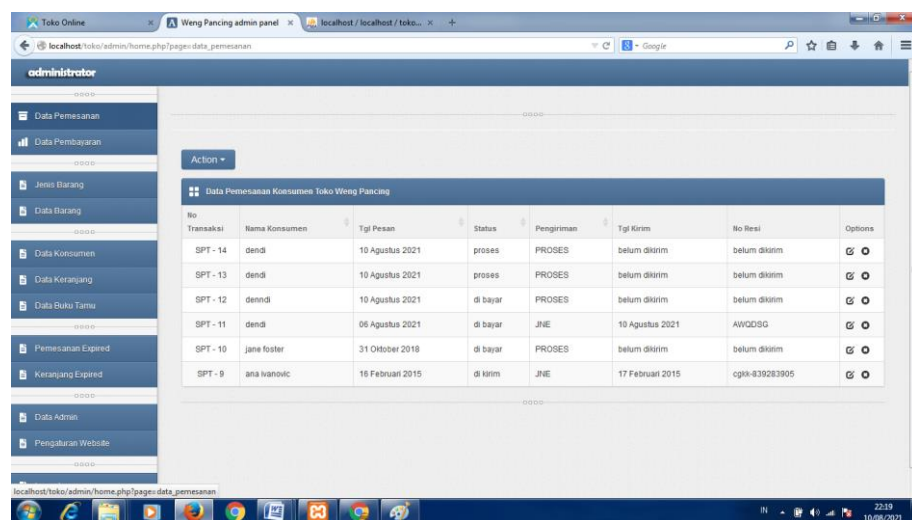 Toko Online
Weng Pancing admin panel
localhost / localhost / toko...
localhost/toko/admin/home.php?page=data_pemesanan
Google
administrator
Data Pemesanan
Data Pembayaran
Jenis Barang
Data Barang
Data Konsumen
Data Keranjang
Data Buku Tamu
Pemesanan Expired
Keranjang Expired
Data Admin
Pengaturan Website
Action
Data Pemesanan Konsumen Toko Weng Pancing
No Transaksi Nama Konsumen Tgl Pesan Status Pengiriman Tgl Kirim No Resi Options
SPT - 14 dendi 10 Agustus 2021 proses PROSES belum dikirim belum dikirim
SPT - 13 dendi 10 Agustus 2021 proses PROSES belum dikirim belum dikirim
SPT - 12 denndi 10 Agustus 2021 di bayar PROSES belum dikirim belum dikirim
SPT - 11 dendi 06 Agustus 2021 di bayar JNE 10 Agustus 2021 AWQDSG
SPT - 10 jane foster 31 Oktober 2018 di bayar PROSES belum dikirim belum dikirim
SPT - 9 ana ivanovic 16 Februari 2015 di kirim JNE 17 Februari 2015 cgkk-839283905
localhost/toko/admin/home.php?page=data_pemesanan
IN
22:19
10/08/2021